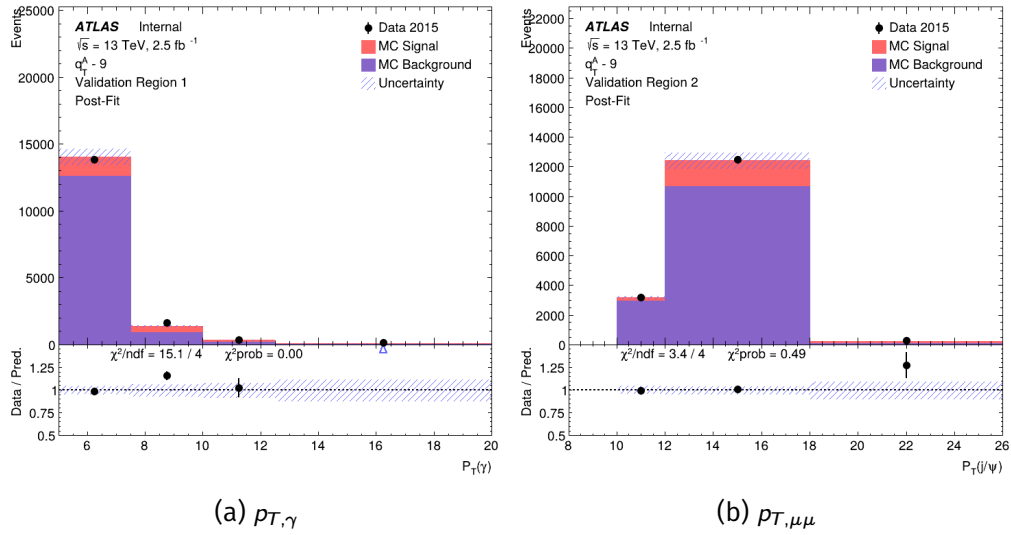 Events
25000
20000
15000
10000
5000
0
ATLAS Internal
√s = 13 TeV, 2.5 fb⁻¹
q_T^A - 9
Validation Region 1
Post-Fit
Data 2015
MC Signal
MC Background
Uncertainty
χ²/ndf = 15.1 / 4 χ²prob = 0.00
Data / Pred.
1.25
1
0.75
0.5
6 8 10 12 14 16 18 20
P_T(γ)
(a) p_{T,γ}
Events
22000
20000
18000
16000
14000
12000
10000
8000
6000
4000
2000
0
ATLAS Internal
√s = 13 TeV, 2.5 fb⁻¹
q_T^A - 9
Validation Region 2
Post-Fit
Data 2015
MC Signal
MC Background
Uncertainty
χ²/ndf = 3.4 / 4 χ²prob = 0.49
Data / Pred.
1.25
1
0.75
0.5
8 10 12 14 16 18 20 22 24 26
P_T(j/ψ)
(b) p_{T,μμ}